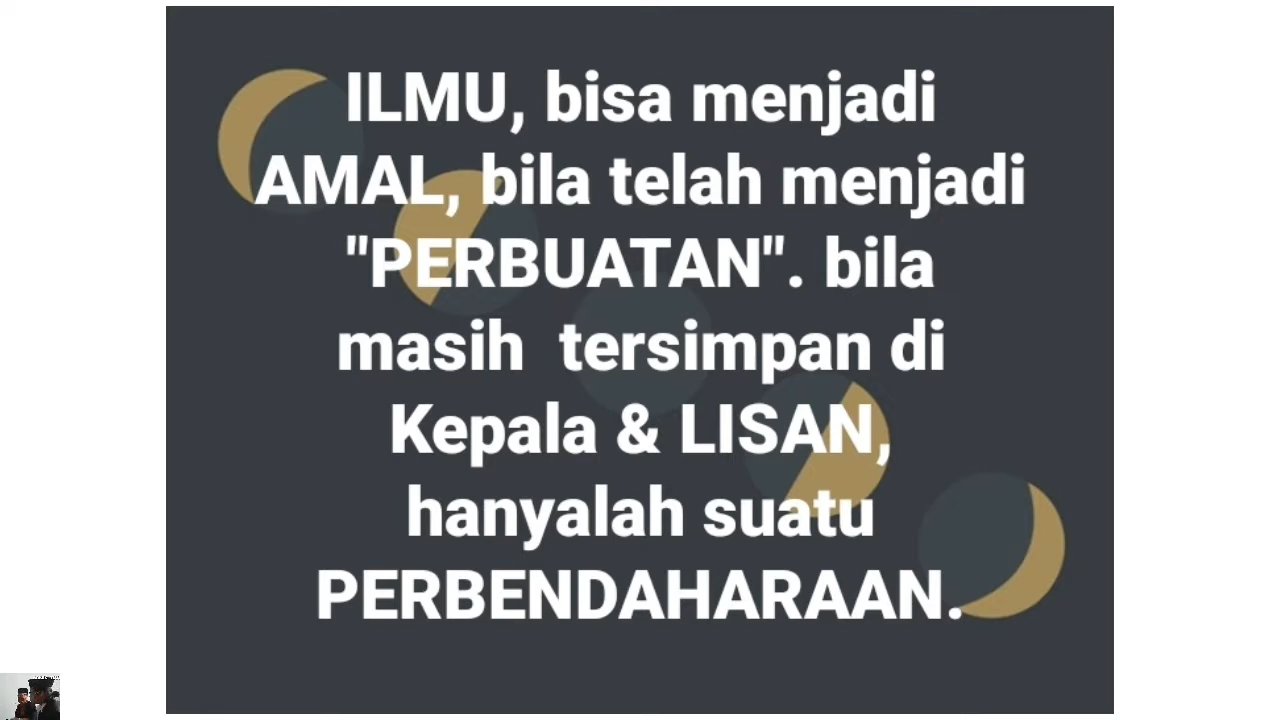 ILMU, bisa menjadi
AMAL, bila telah menjadi
"PERBUATAN". bila
masih  tersimpan di
Kepala & LISAN,
hanyalah suatu
PERBENDAHARAAN.